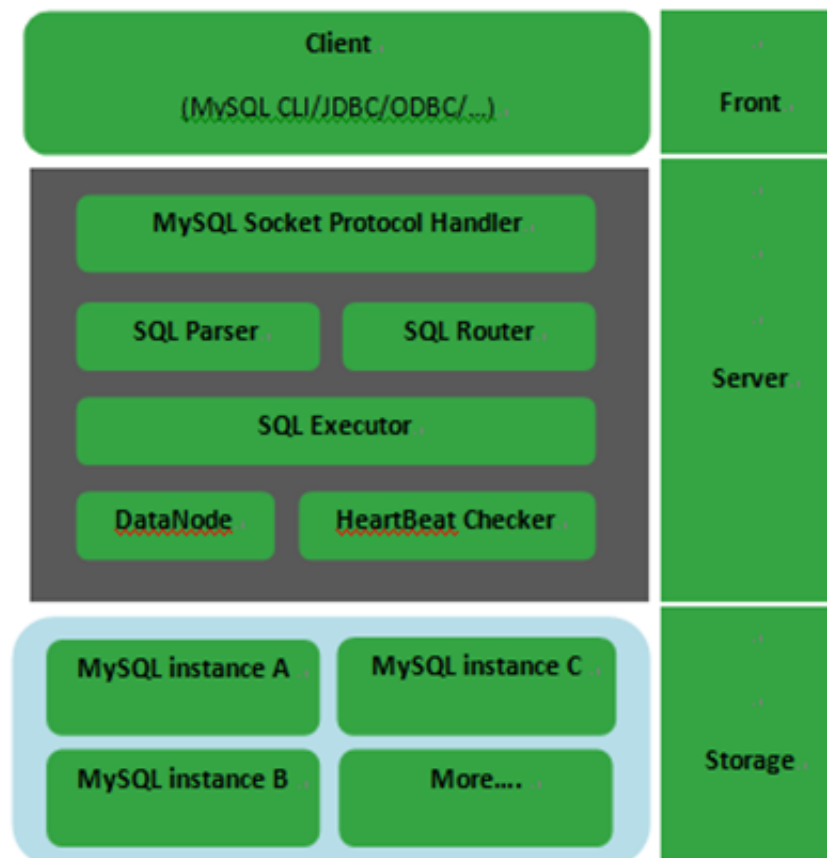 Client
(MySQL CLI/JDBC/ODBC/...)
Front
MySQL Socket Protocol Handler
SQL Parser
SQL Router
SQL Executor
DataNode
HeartBeat Checker
Server
MySQL instance A
MySQL instance C
MySQL instance B
More....
Storage